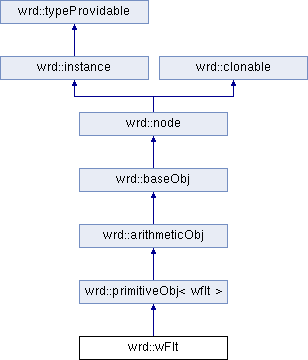 wrd::typeProvidable
wrd::instance
wrd::clonable
wrd::node
wrd::baseObj
wrd::arithmeticObj
wrd::primitiveObj< wflt >
wrd::wFlt